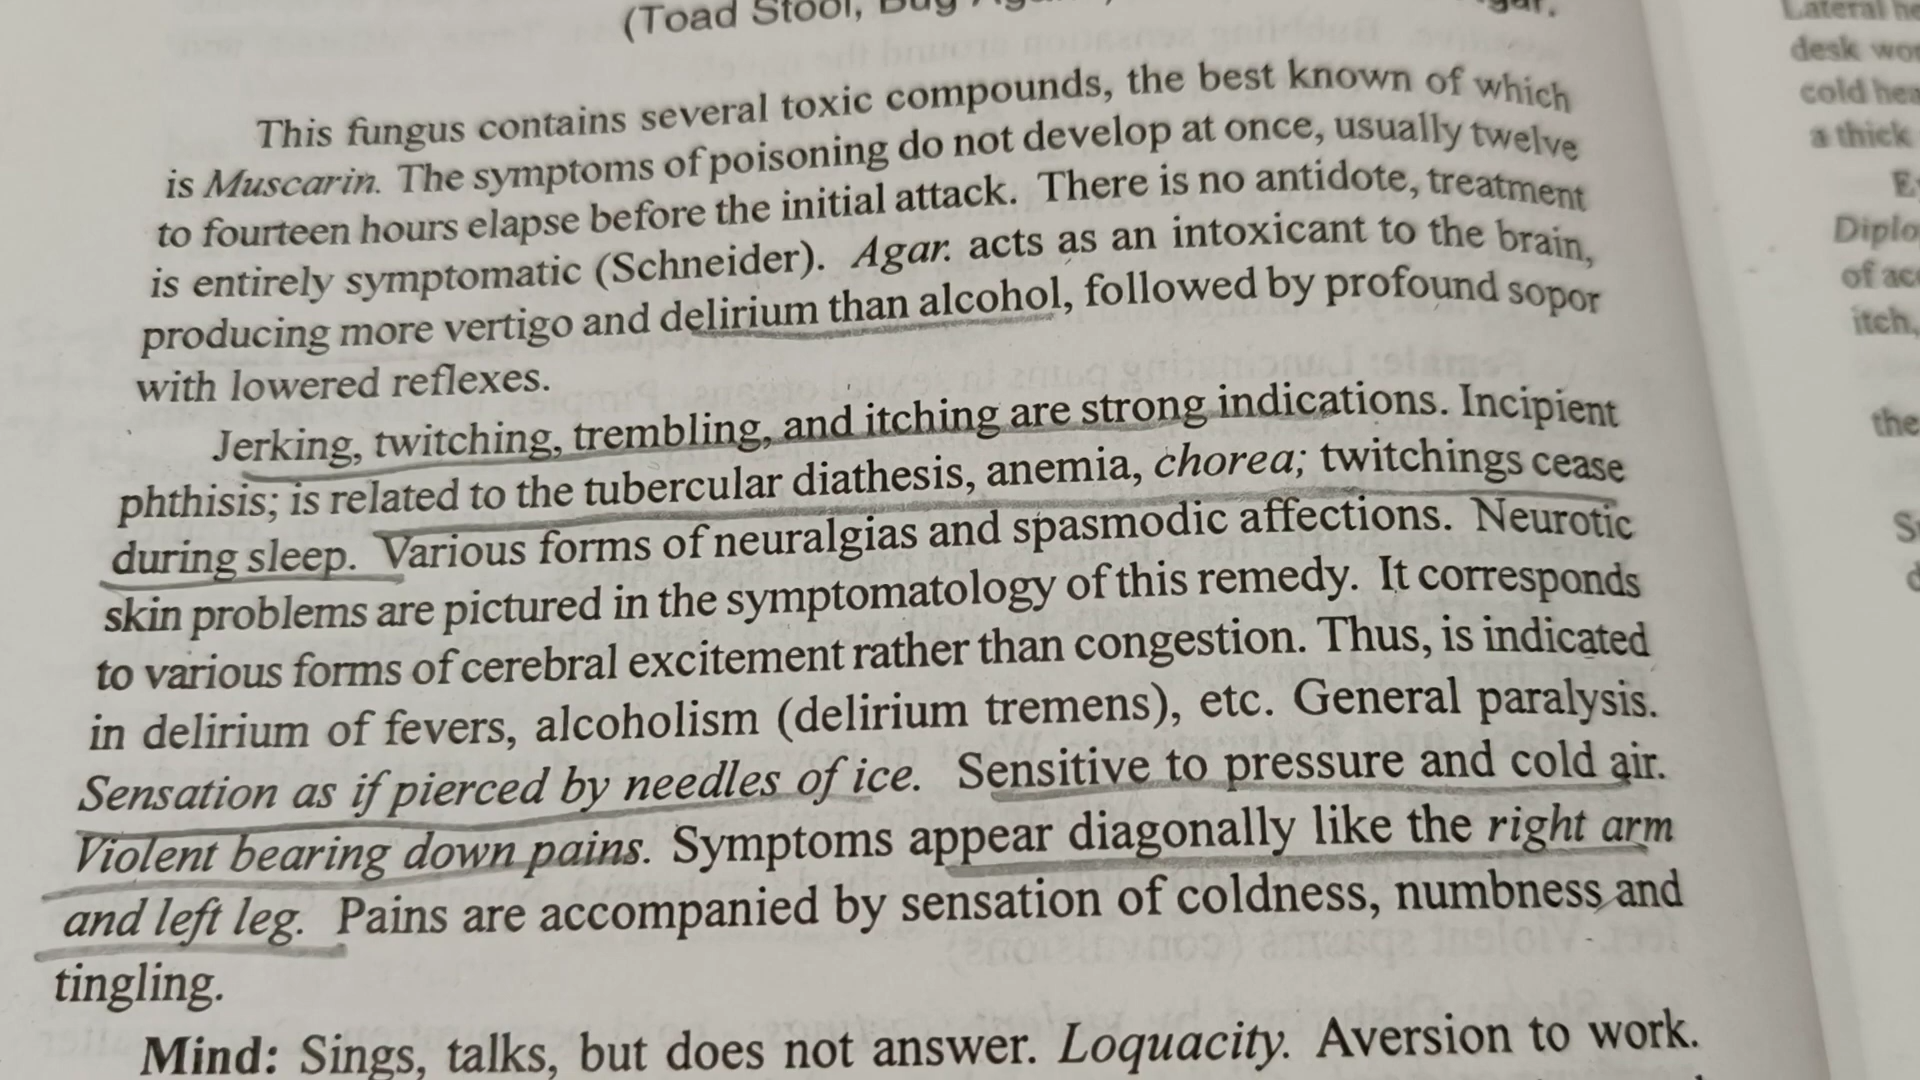 (Toad Stool, Bug
This fungus contains several toxic compounds, the best known of which
is Muscarin. The symptoms of poisoning do not develop at once, usually twelve
to fourteen hours elapse before the initial attack. There is no antidote, treatment
is entirely symptomatic (Schneider). Agar. acts as an intoxicant to the brain,
producing more vertigo and delirium than alcohol, followed by profound sopor
with lowered reflexes.
Jerking, twitching, trembling, and itching are strong indications. Incipient
phthisis; is related to the tubercular diathesis, anemia, chorea; twitchings cease
during sleep. Various forms of neuralgias and spasmodic affections. Neurotic
skin problems are pictured in the symptomatology of this remedy. It corresponds
to various forms of cerebral excitement rather than congestion. Thus, is indicated
in delirium of fevers, alcoholism (delirium tremens), etc. General paralysis.
Sensation as if pierced by needles of ice. Sensitive to pressure and cold air.
Violent bearing down pains. Symptoms appear diagonally like the right arm
and left leg. Pains are accompanied by sensation of coldness, numbness and
tingling.
Mind: Sings, talks, but does not answer. Loquacity. Aversion to work.
Lateral
desk
cold
a thick
of
itch,
the